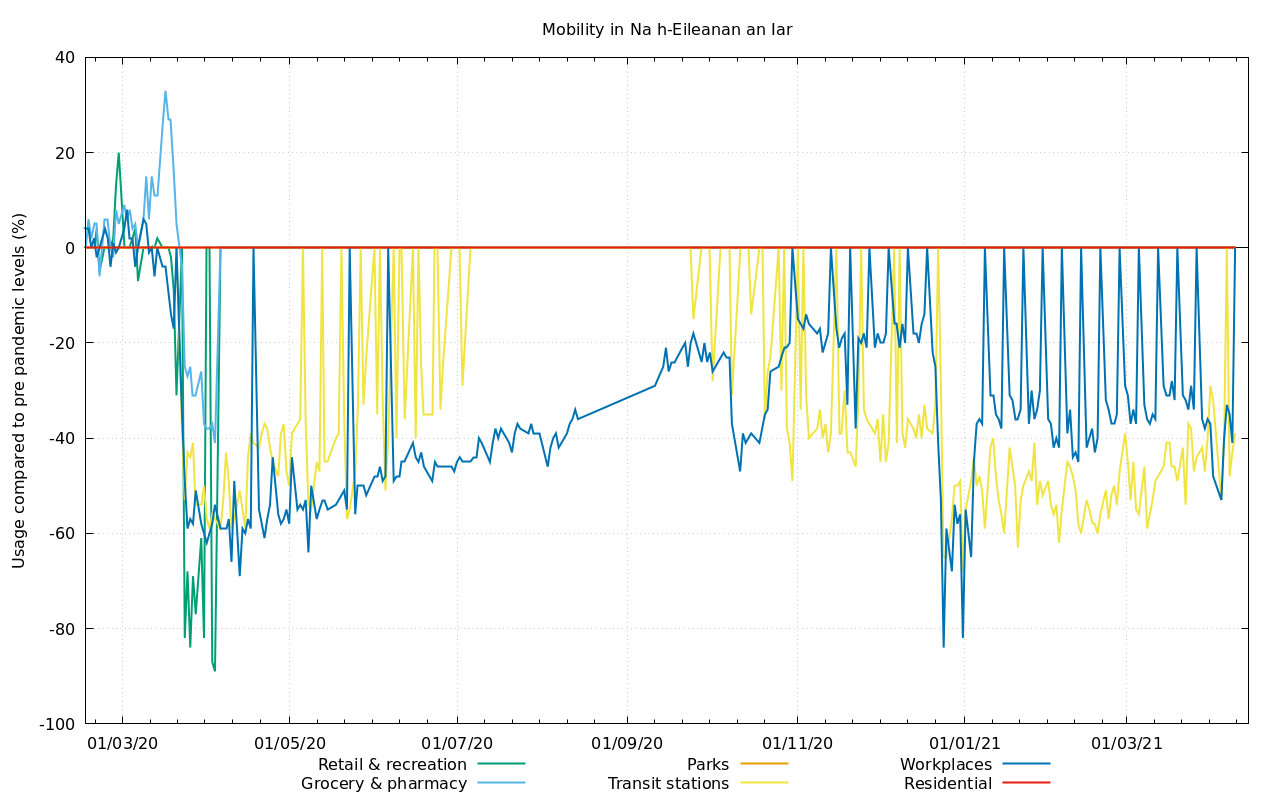 Mobility in Na h-Eileanan an Iar
Usage compared to pre pandemic levels (%)
40
20
0
-20
-40
-60
-80
-100
01/03/20 01/05/20 01/07/20 01/09/20 01/11/20 01/01/21 01/03/21
Retail & recreation Parks Workplaces
Grocery & pharmacy Transit stations Residential